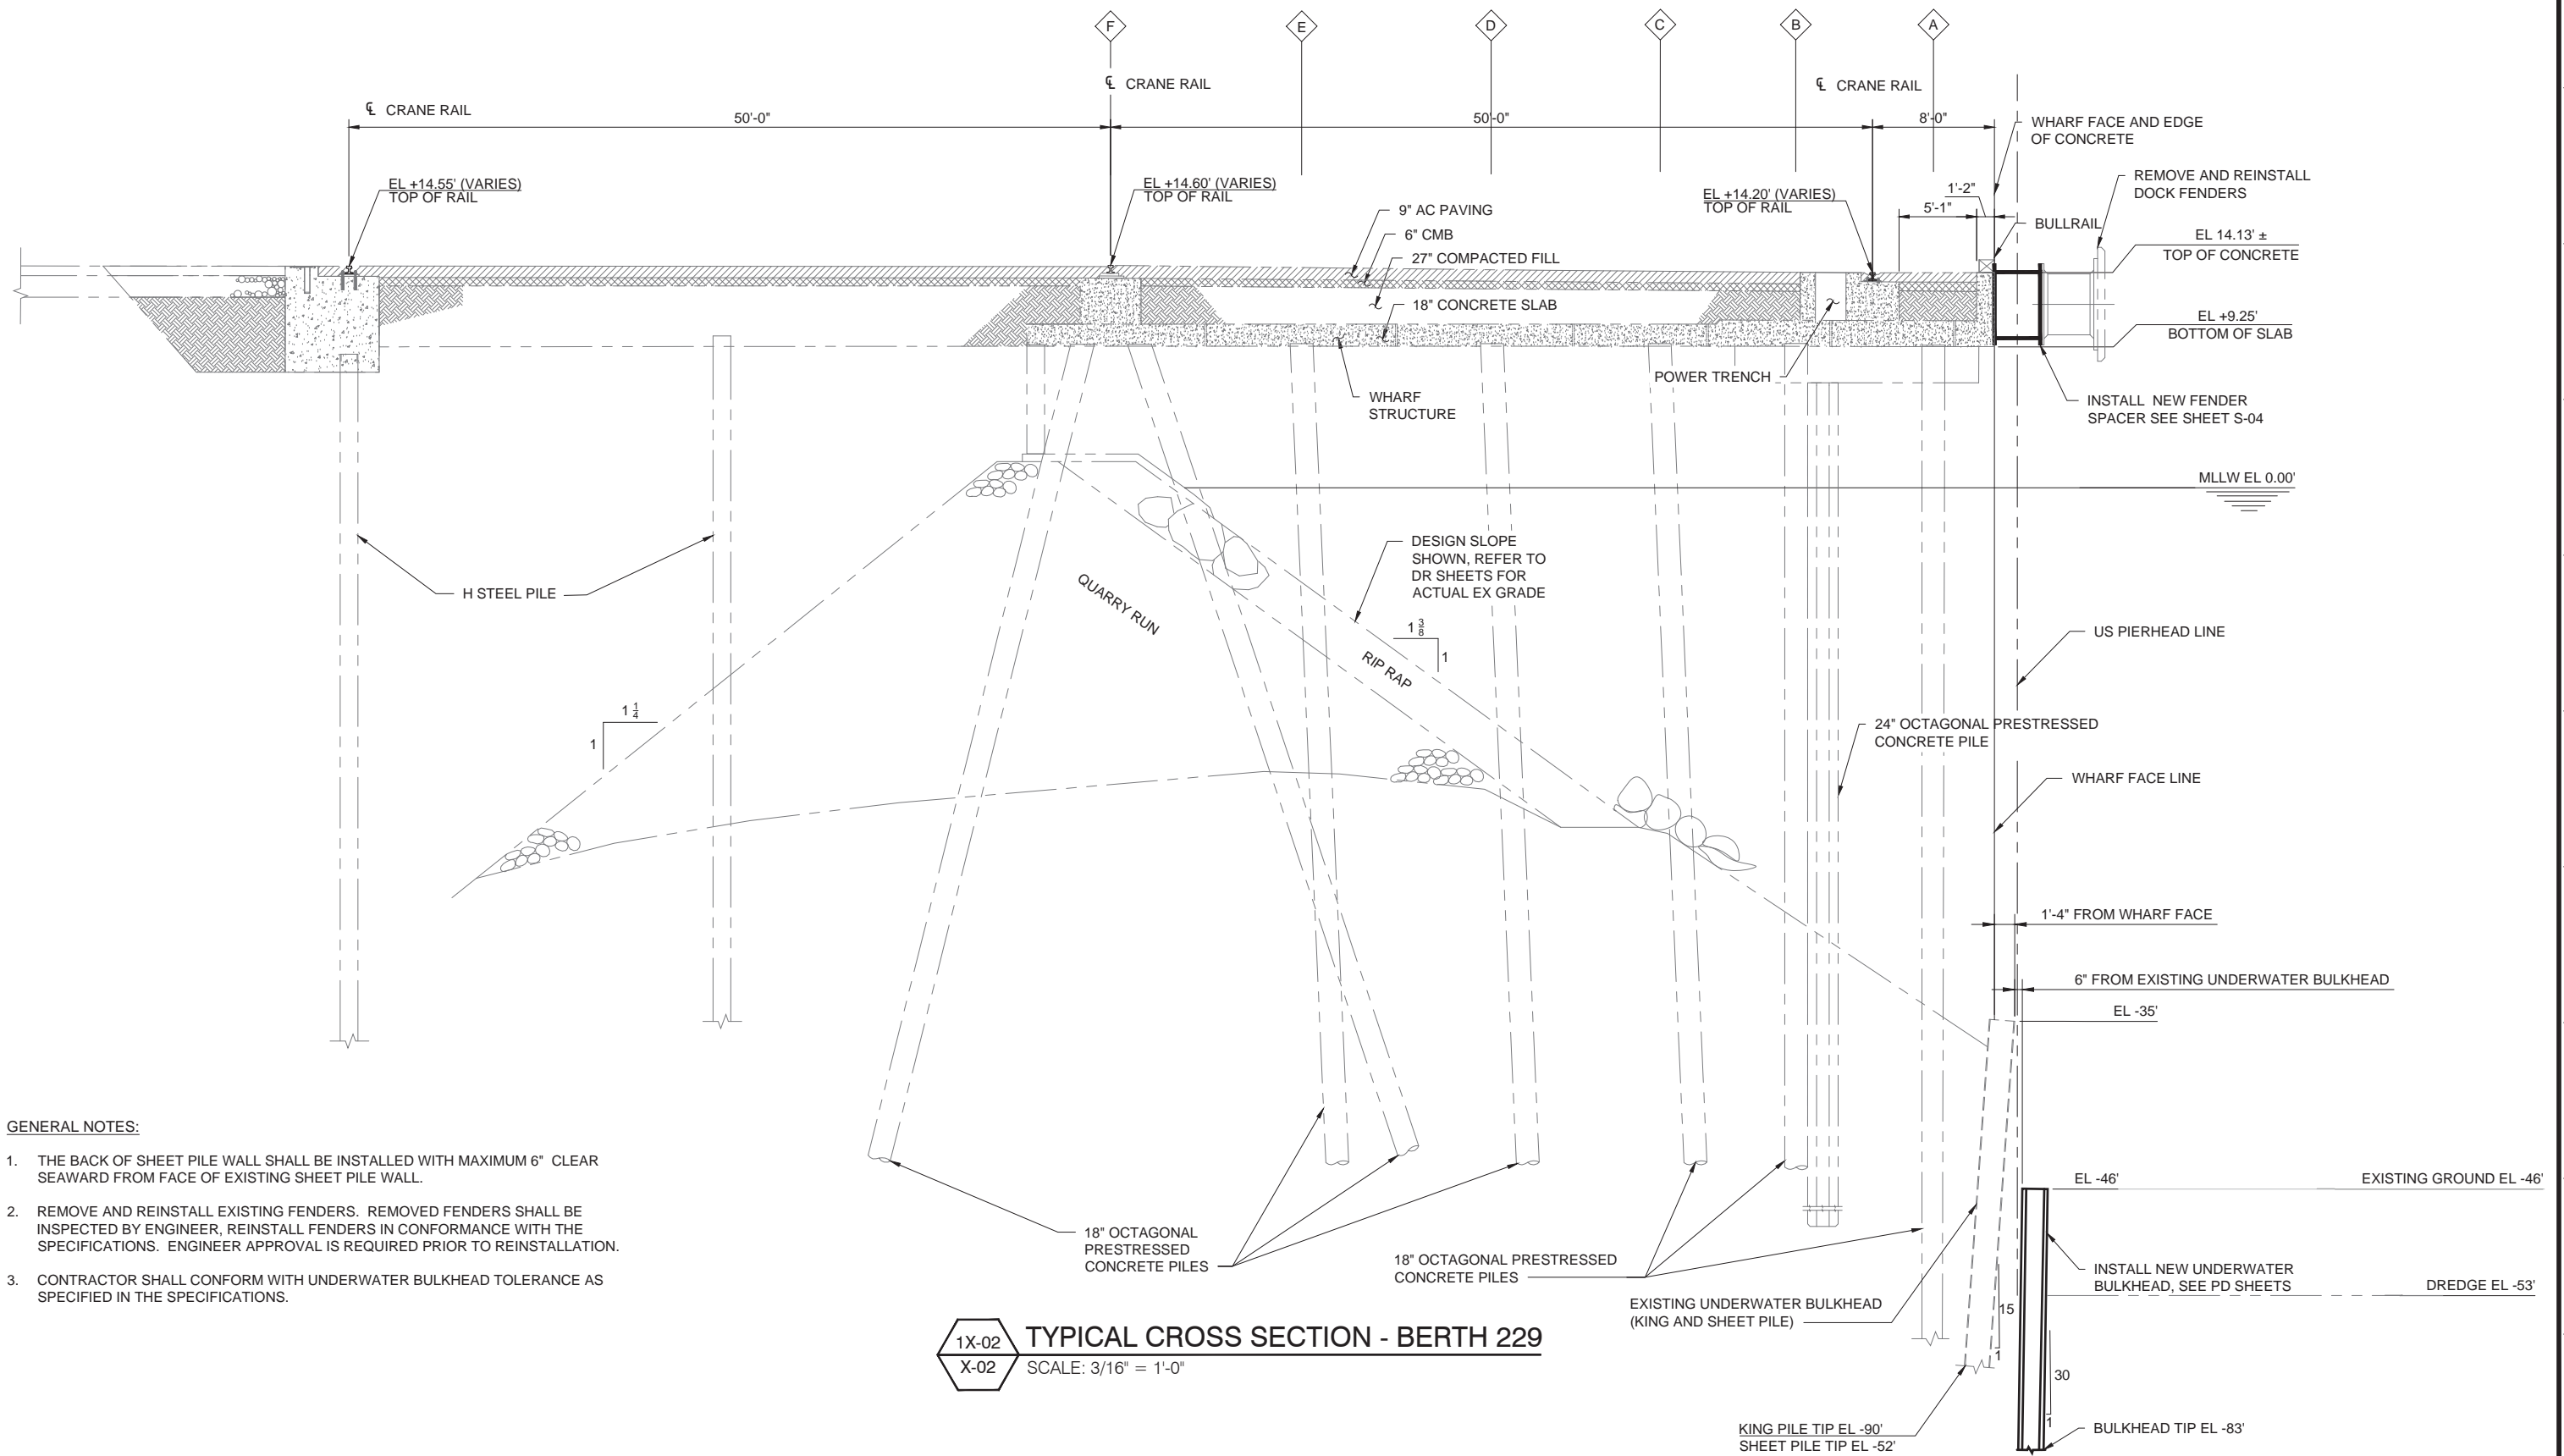 F
E
D
C
B
A
℄ CRANE RAIL
℄ CRANE RAIL
℄ CRANE RAIL
50'-0"
50'-0"
8'-0"
WHARF FACE AND EDGE
OF CONCRETE
REMOVE AND REINSTALL
DOCK FENDERS
EL +14.55' (VARIES)
TOP OF RAIL
EL +14.60' (VARIES)
TOP OF RAIL
EL +14.20' (VARIES)
TOP OF RAIL
1'-2"
5'-1"
9" AC PAVING
6" CMB
27" COMPACTED FILL
18" CONCRETE SLAB
BULLRAIL
EL 14.13' ±
TOP OF CONCRETE
EL +9.25'
BOTTOM OF SLAB
POWER TRENCH
WHARF
STRUCTURE
INSTALL NEW FENDER
SPACER SEE SHEET S-04
MLLW EL 0.00'
H STEEL PILE
DESIGN SLOPE
SHOWN, REFER TO
DR SHEETS FOR
ACTUAL EX GRADE
QUARRY RUN
1 3/8
1
RIP RAP
US PIERHEAD LINE
1 1/4
1
24" OCTAGONAL PRESTRESSED
CONCRETE PILE
WHARF FACE LINE
1'-4" FROM WHARF FACE
6" FROM EXISTING UNDERWATER BULKHEAD
EL -35'
EL -46'
EXISTING GROUND EL -46'
GENERAL NOTES:
1. THE BACK OF SHEET PILE WALL SHALL BE INSTALLED WITH MAXIMUM 6" CLEAR
SEAWARD FROM FACE OF EXISTING SHEET PILE WALL.
2. REMOVE AND REINSTALL EXISTING FENDERS. REMOVED FENDERS SHALL BE
INSPECTED BY ENGINEER, REINSTALL FENDERS IN CONFORMANCE WITH THE
SPECIFICATIONS. ENGINEER APPROVAL IS REQUIRED PRIOR TO REINSTALLATION.
3. CONTRACTOR SHALL CONFORM WITH UNDERWATER BULKHEAD TOLERANCE AS
SPECIFIED IN THE SPECIFICATIONS.
18" OCTAGONAL
PRESTRESSED
CONCRETE PILES
18" OCTAGONAL PRESTRESSED
CONCRETE PILES
EXISTING UNDERWATER BULKHEAD
(KING AND SHEET PILE)
INSTALL NEW UNDERWATER
BULKHEAD, SEE PD SHEETS
DREDGE EL -53'
15
1
30
1
KING PILE TIP EL -90'
SHEET PILE TIP EL -52'
BULKHEAD TIP EL -83'
1X-02
X-02
TYPICAL CROSS SECTION - BERTH 229
SCALE: 3/16" = 1'-0"